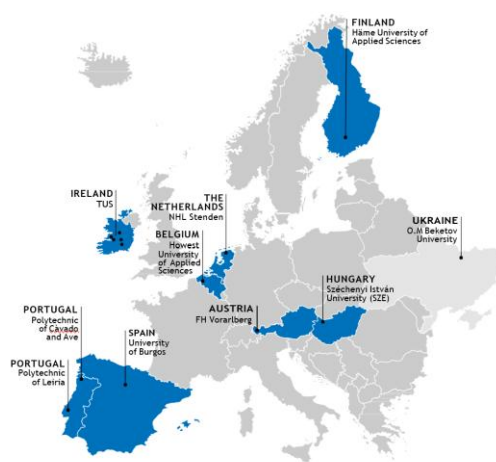 FINLAND
Häme University of
Applied Sciences
IRELAND
TUS
THE
NETHERLANDS
NHL Stenden
BELGIUM
Howest
University
of Applied
Sciences
UKRAINE
O.M Beketov
University
HUNGARY
Széchenyi István
University (SZE)
AUSTRIA
FH Vorarlberg
PORTUGAL
Polytechnic
of Càvado
and Ave
SPAIN
University
of Burgos
PORTUGAL
Polytechnic
of Leiria